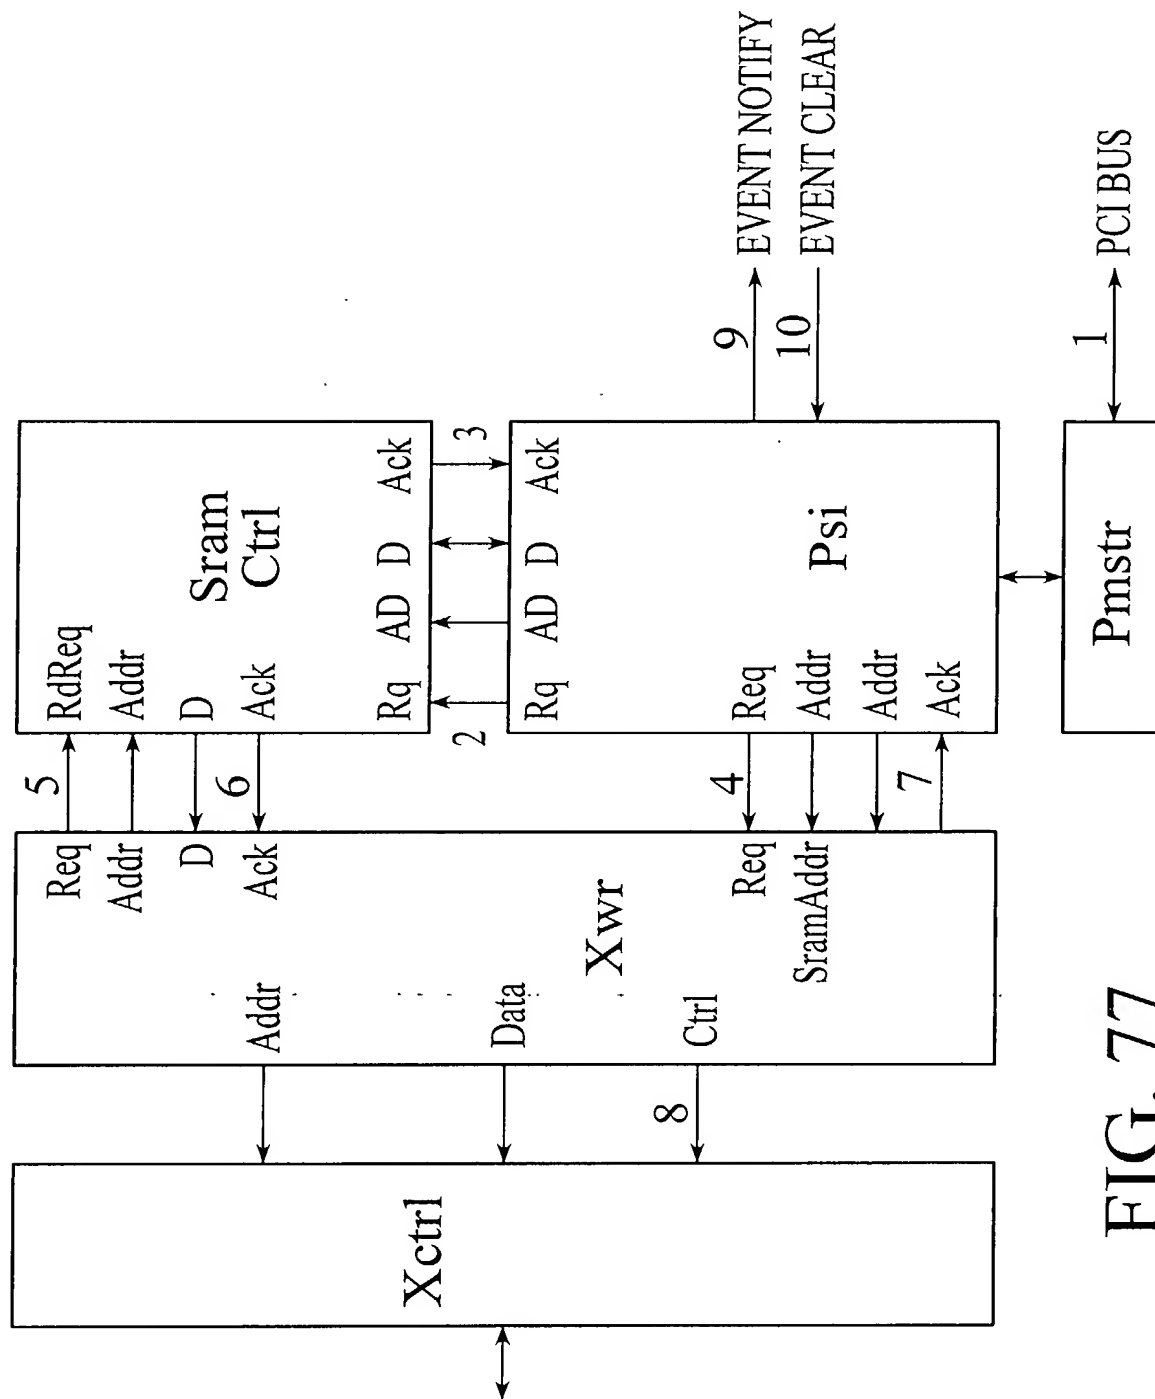 Xctrl
Addr
Data
8
Ctrl
Xwr
Req
Addr
D
Ack
Req
SramAddr
5
6
4
7
RdReq
Addr
D
Ack
Sram
Ctrl
Rq
AD
D
Ack
2
3
Rq
AD
D
Ack
Req
Addr
Addr
Ack
Psi
Pmstr
9
EVENT NOTIFY
10
EVENT CLEAR
1
PCI BUS
FIG. 77